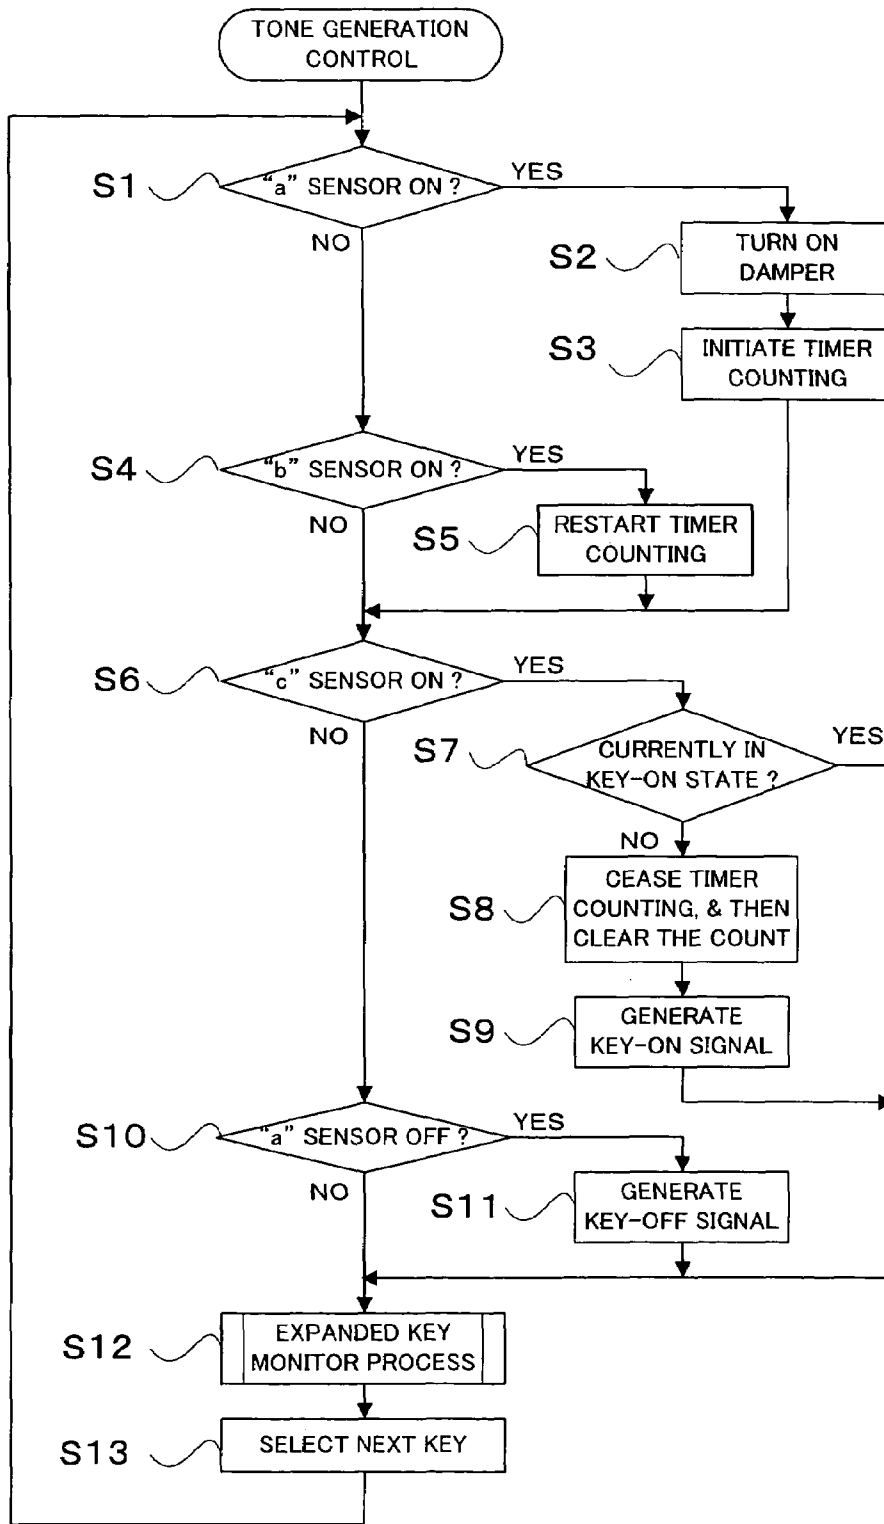 TONE GENERATION
CONTROL
S1
“a” SENSOR ON ?
YES
NO
S2
TURN ON
DAMPER
S3
INITIATE TIMER
COUNTING
S4
“b” SENSOR ON ?
YES
NO
S5
RESTART TIMER
COUNTING
S6
“c” SENSOR ON ?
YES
NO
S7
CURRENTLY IN
KEY-ON STATE ?
YES
NO
S8
CEASE TIMER
COUNTING, & THEN
CLEAR THE COUNT
S9
GENERATE
KEY-ON SIGNAL
S10
“a” SENSOR OFF ?
YES
NO
S11
GENERATE
KEY-OFF SIGNAL
S12
EXPANDED KEY
MONITOR PROCESS
S13
SELECT NEXT KEY